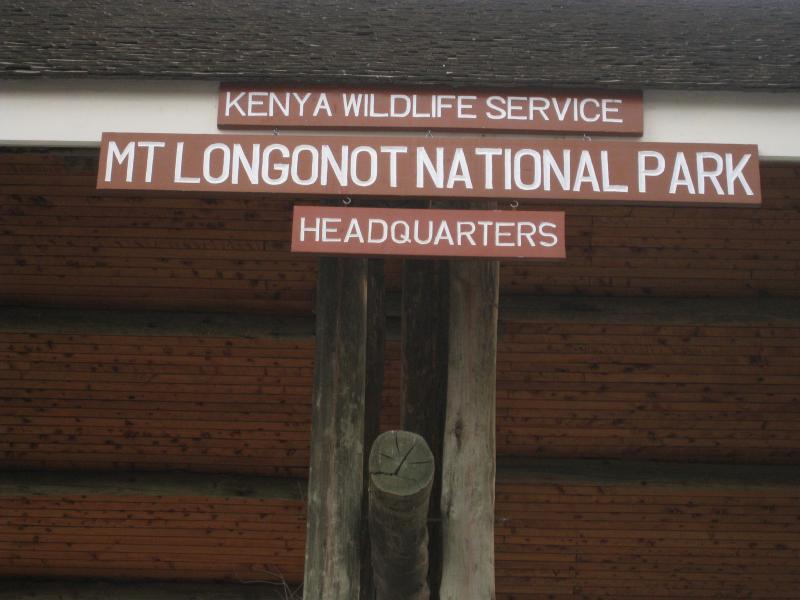 KENYA WILDLIFE SERVICE
MT LONGONOT NATIONAL PARK
HEADQUARTERS